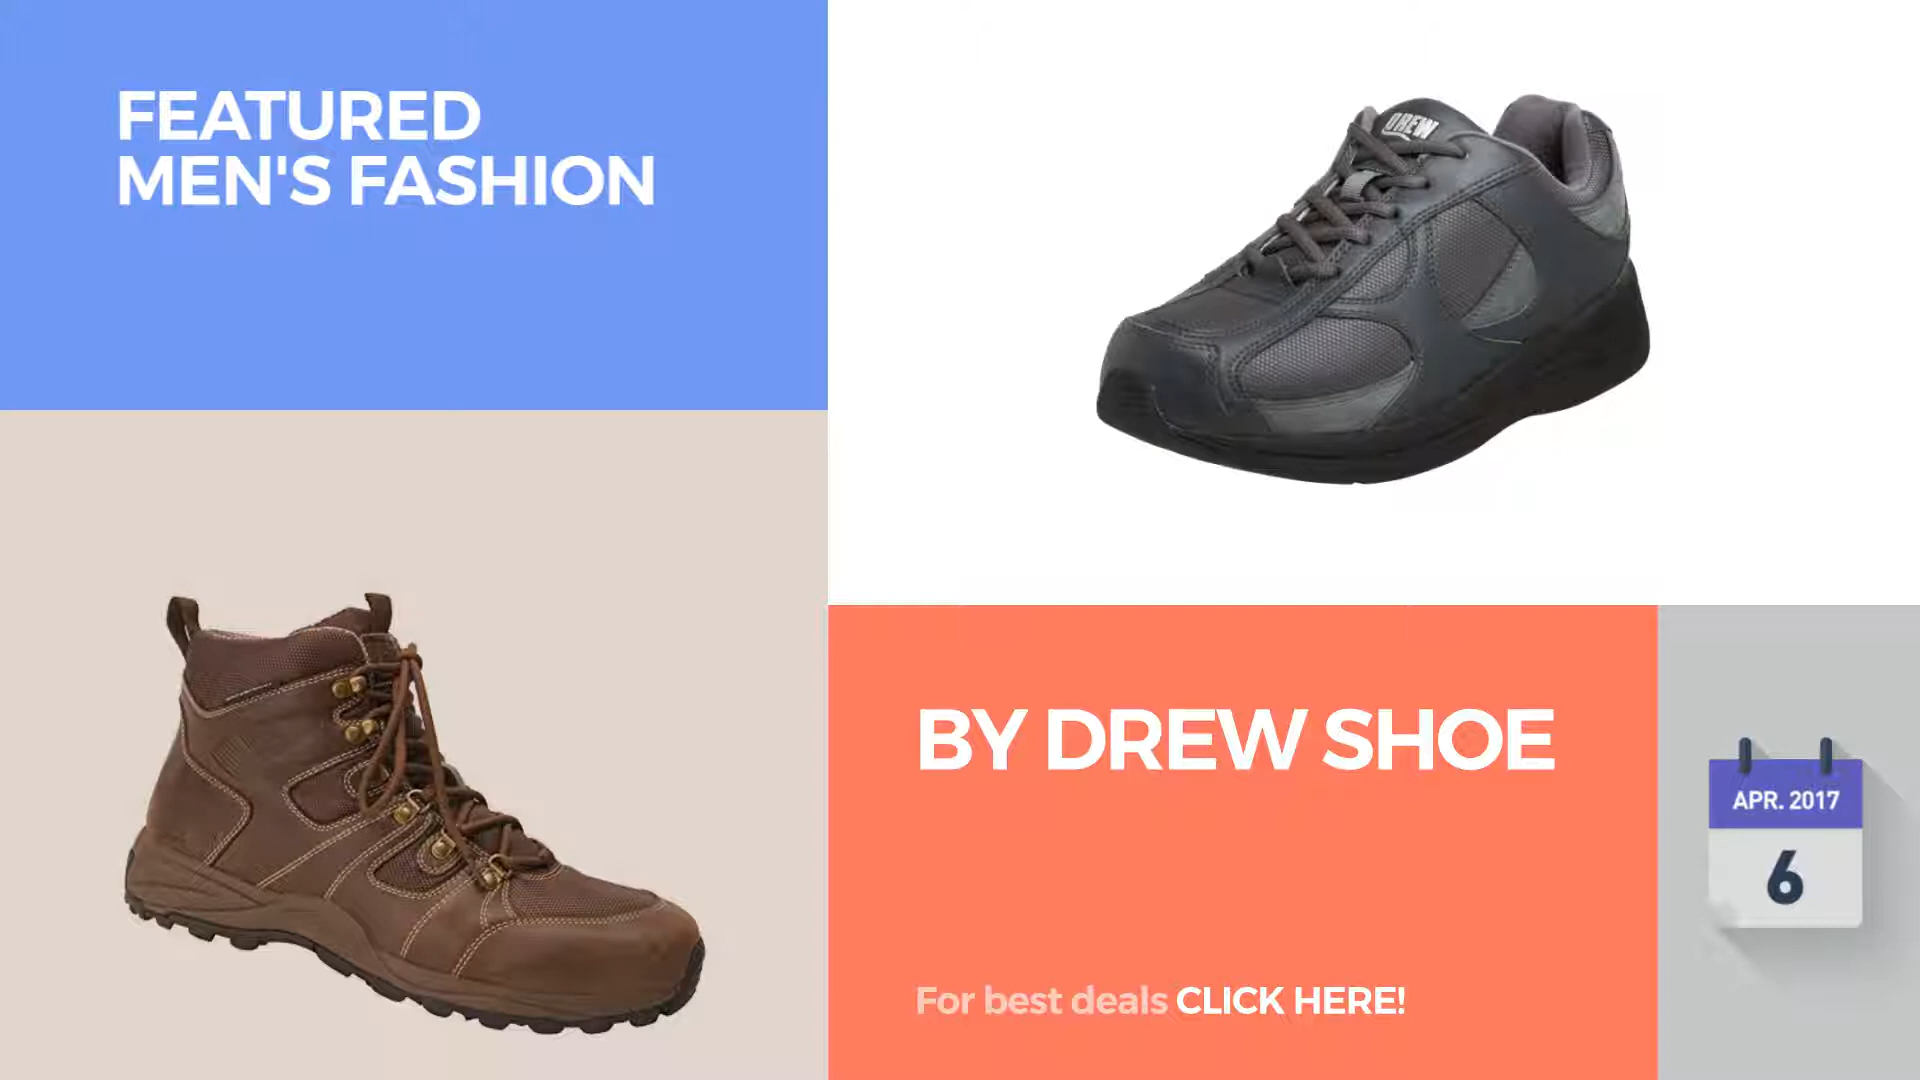 FEATURED
MEN'S FASHION
DREW
BY DREW SHOE
APR. 2017
6
For best deals CLICK HERE!